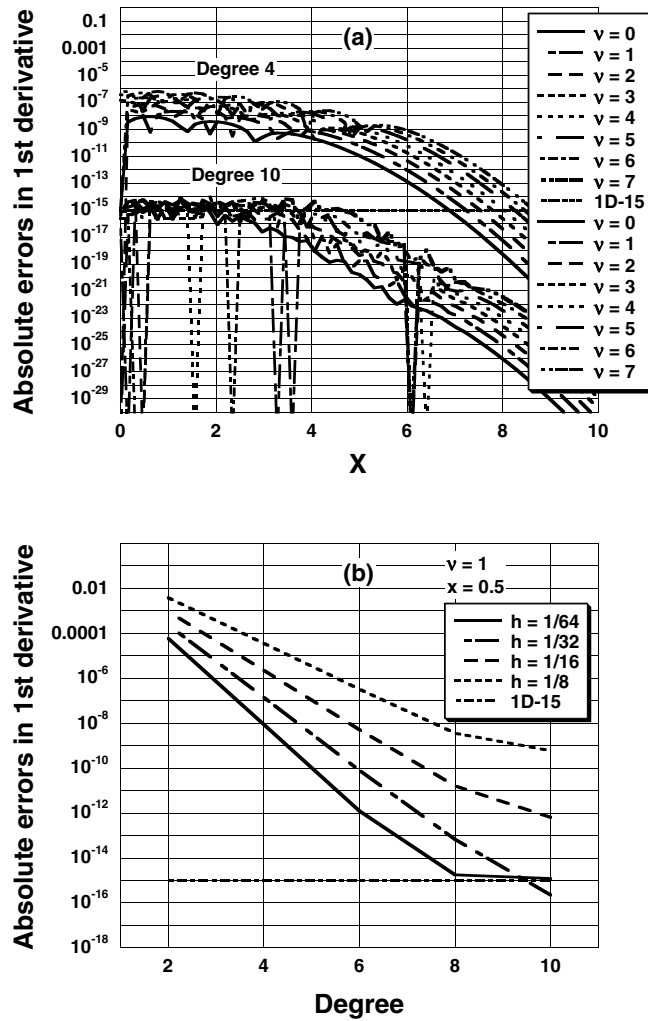 (a)
Absolute errors in 1st derivative
0.1
0.001
10^-5
10^-7
10^-9
10^-11
10^-13
10^-15
10^-17
10^-19
10^-21
10^-23
10^-25
10^-27
10^-29
Degree 4
Degree 10
0 2 4 6 8 10
X
ν = 0
ν = 1
ν = 2
ν = 3
ν = 4
ν = 5
ν = 6
ν = 7
1D-15
ν = 0
ν = 1
ν = 2
ν = 3
ν = 4
ν = 5
ν = 6
ν = 7
(b)
ν = 1
x = 0.5
Absolute errors in 1st derivative
0.01
0.0001
10^-6
10^-8
10^-10
10^-12
10^-14
10^-16
10^-18
h = 1/64
h = 1/32
h = 1/16
h = 1/8
1D-15
2 4 6 8 10
Degree